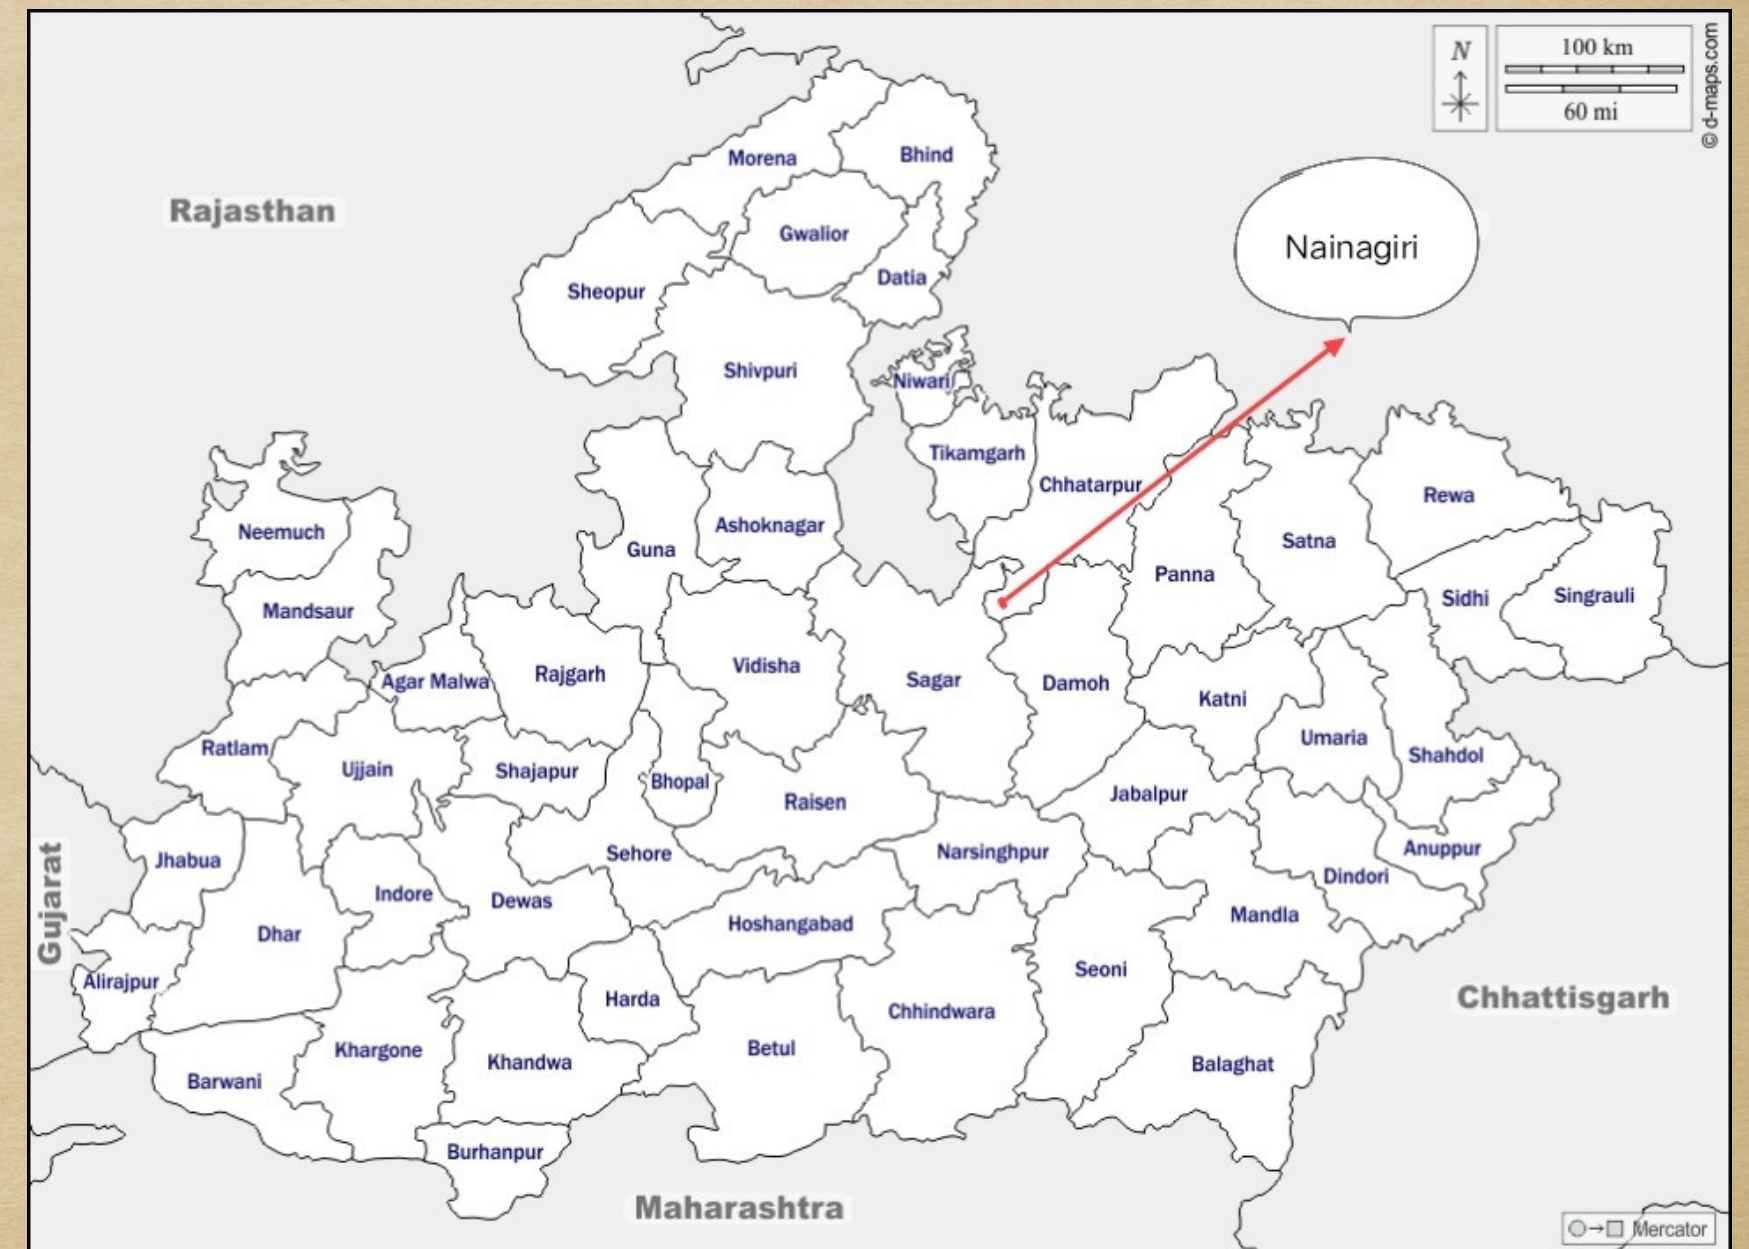 N
100 km
60 mi
© d-maps.com
Morena
Bhind
Rajasthan
Gwalior
Nainagiri
Datia
Sheopur
Shivpuri
Niwari
Tikamgarh
Chhatarpur
Rewa
Neemuch
Ashoknagar
Guna
Satna
Panna
Sidhi
Singrauli
Mandsaur
Vidisha
Rajgarh
Agar Malwa
Sagar
Damoh
Katni
Ratlam
Ujjain
Shajapur
Bhopal
Raisen
Jabalpur
Umaria
Shahdol
Gujarat
Jhabua
Sehore
Narsinghpur
Anuppur
Dindori
Indore
Dewas
Hoshangabad
Mandla
Dhar
Alirajpur
Harda
Chhindwara
Seoni
Chhattisgarh
Khargone
Khandwa
Betul
Balaghat
Barwani
Burhanpur
Maharashtra
Mercator